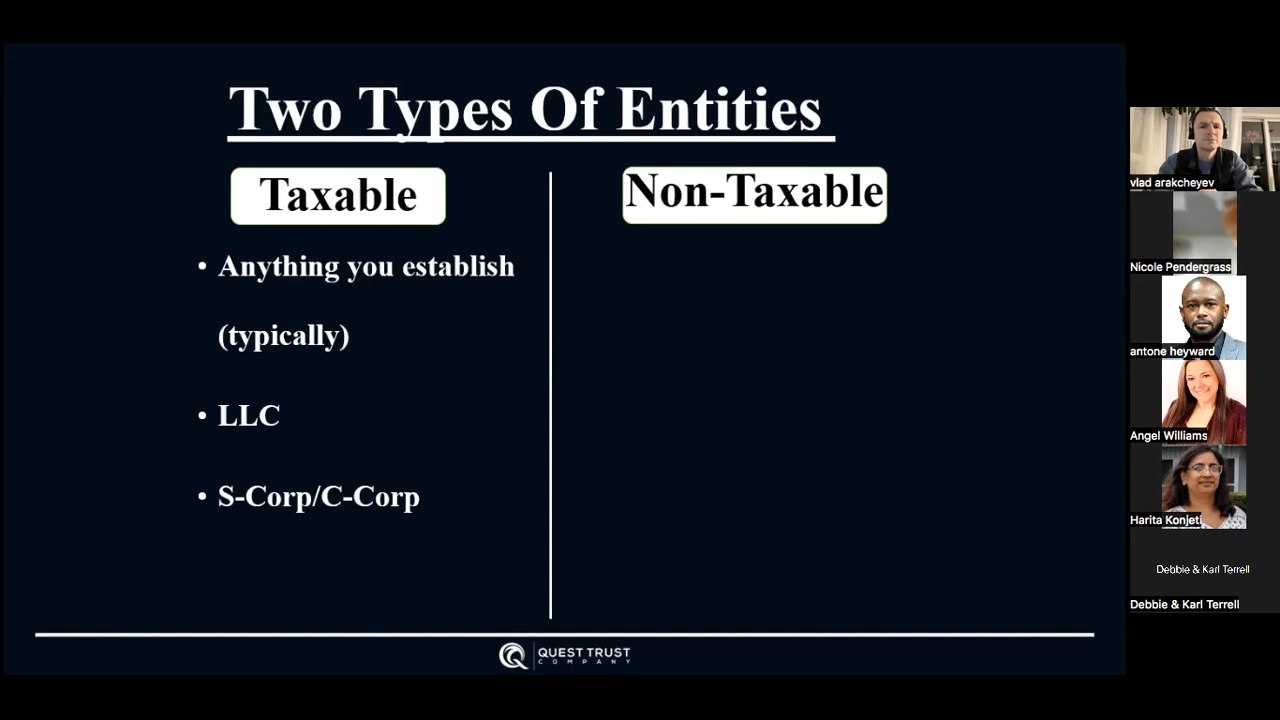 Two Types Of Entities
Taxable
Non-Taxable
• Anything you establish
(typically)
• LLC
• S-Corp/C-Corp
QUEST TRUST
COMPANY
vlad arakcheyev
Nicole Pendergrass
antone heyward
Angel Williams
Harita Konjeti
Debbie & Karl Terrell
Debbie & Karl Terrell